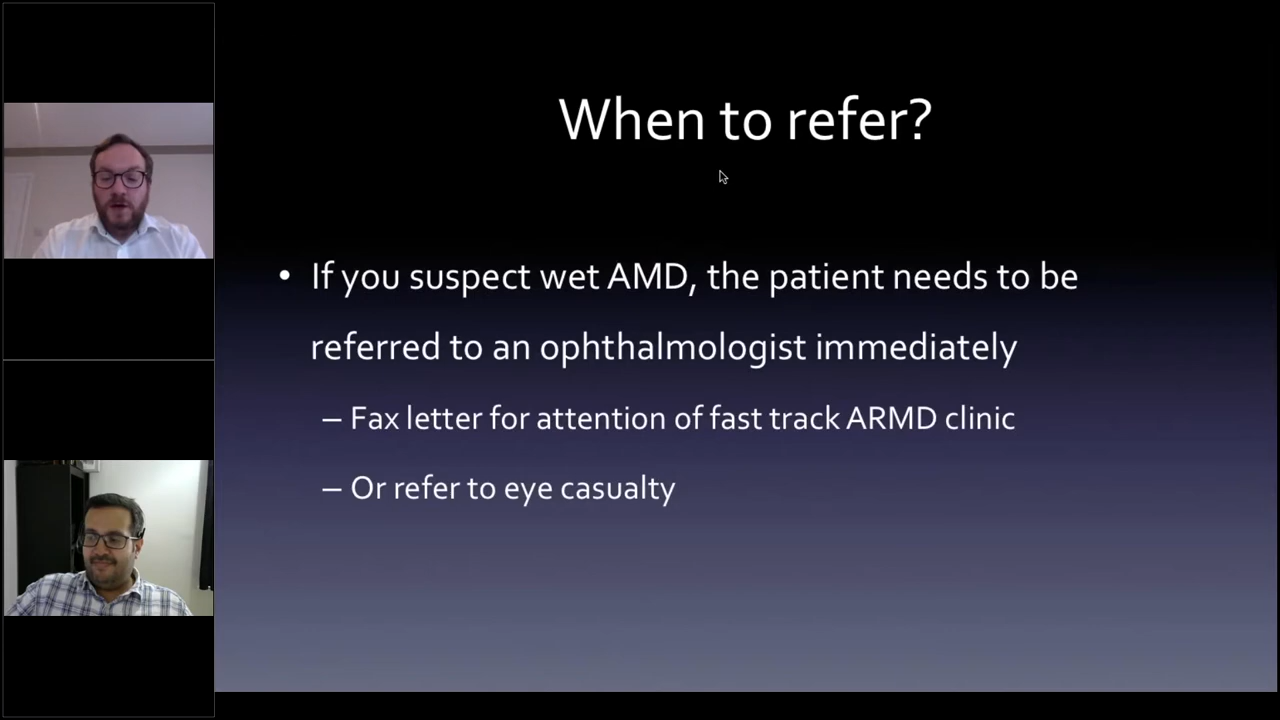 When to refer?
• If you suspect wet AMD, the patient needs to be
referred to an ophthalmologist immediately
– Fax letter for attention of fast track ARMD clinic
– Or refer to eye casualty